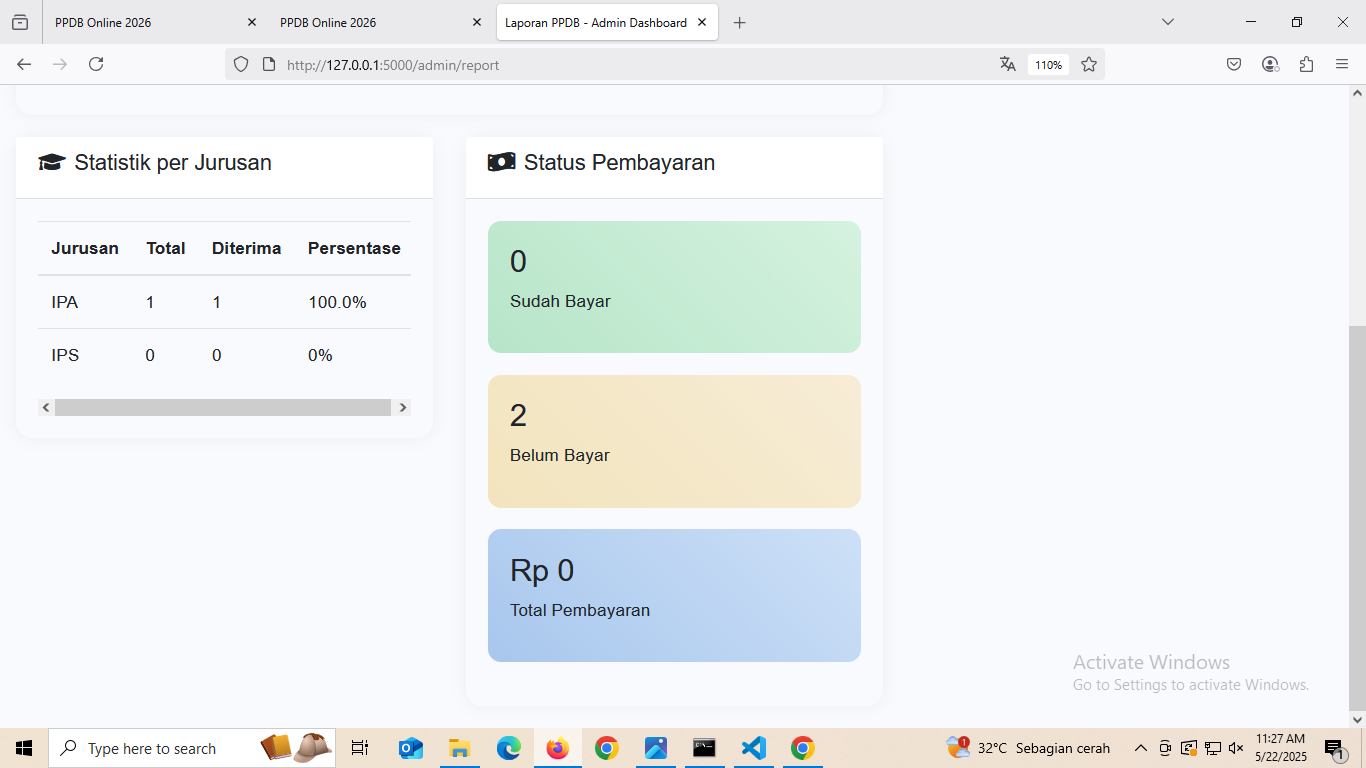 PPDB Online 2026
PPDB Online 2026
Laporan PPDB - Admin Dashboard
http://127.0.0.1:5000/admin/report
110%
Statistik per Jurusan
Jurusan Total Diterima Persentase
IPA 1 1 100.0%
IPS 0 0 0%
Status Pembayaran
0
Sudah Bayar
2
Belum Bayar
Rp 0
Total Pembayaran
Activate Windows
Go to Settings to activate Windows.
Type here to search
1
32°C Sebagian cerah
11:27 AM
5/22/2025
1